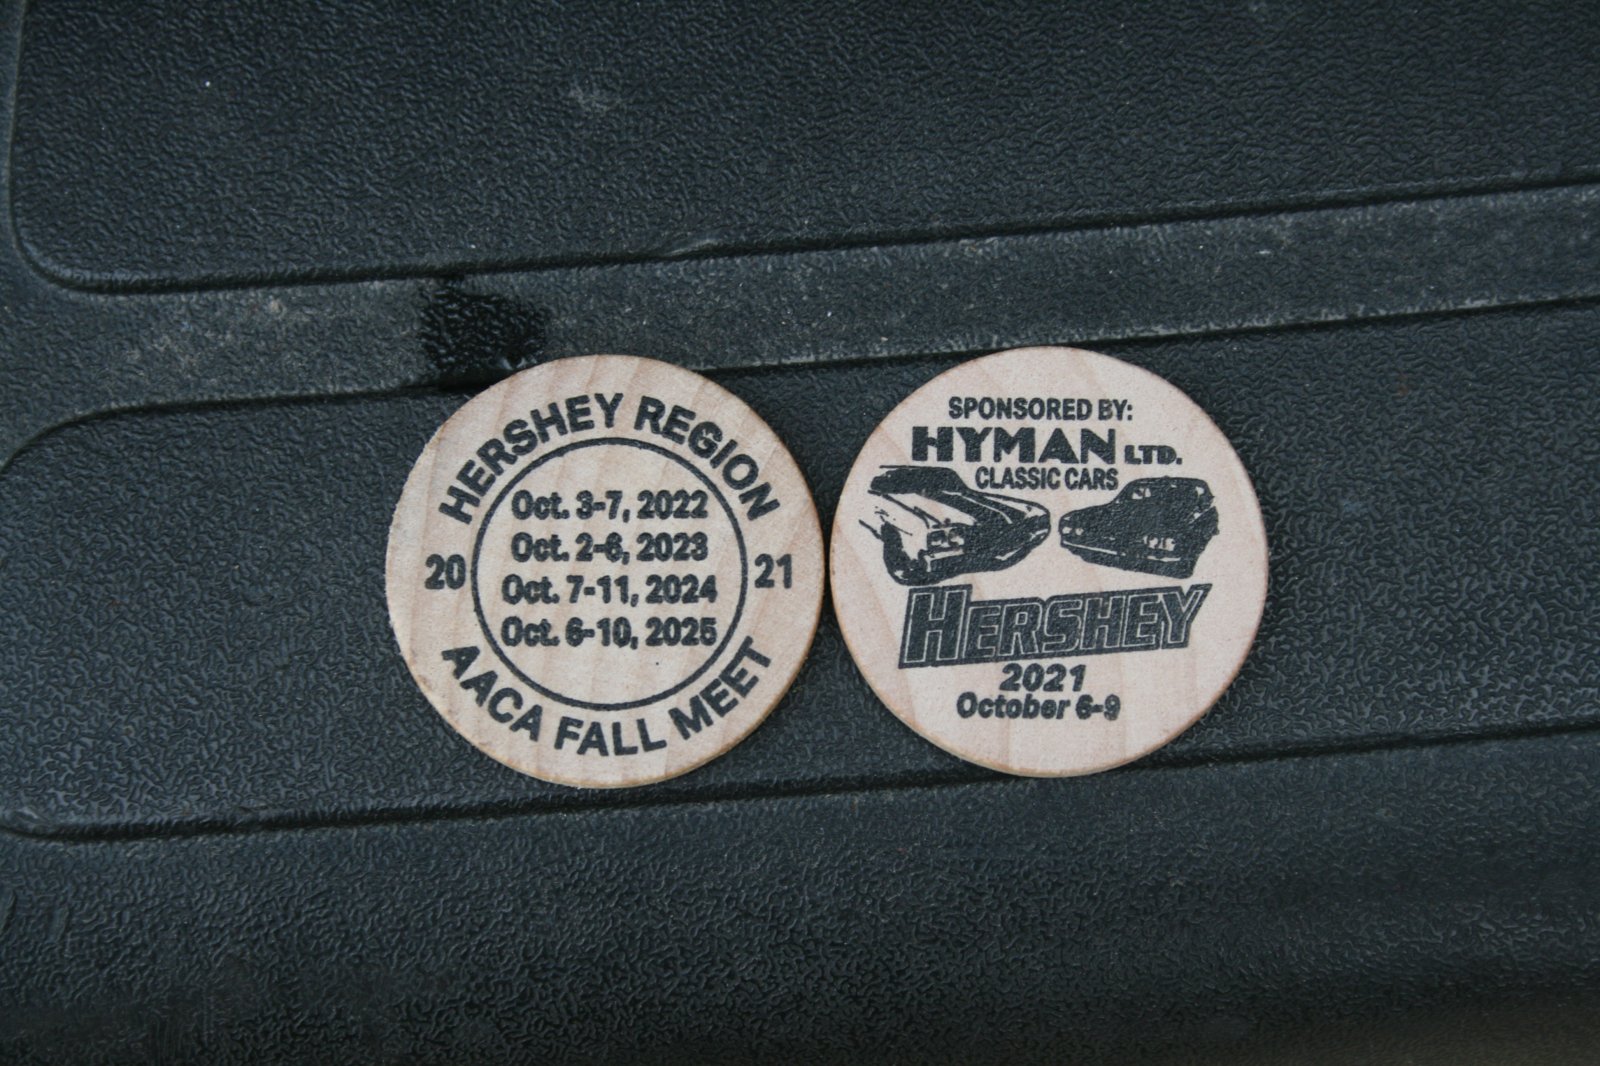 HERSHEY REGION
Oct. 3-7, 2022
Oct. 2-6, 2023
Oct. 7-11, 2024
Oct. 6-10, 2025
20 21
AACA FALL MEET
SPONSORED BY:
HYMAN LTD.
CLASSIC CARS
HERSHEY
2021
October 6-9